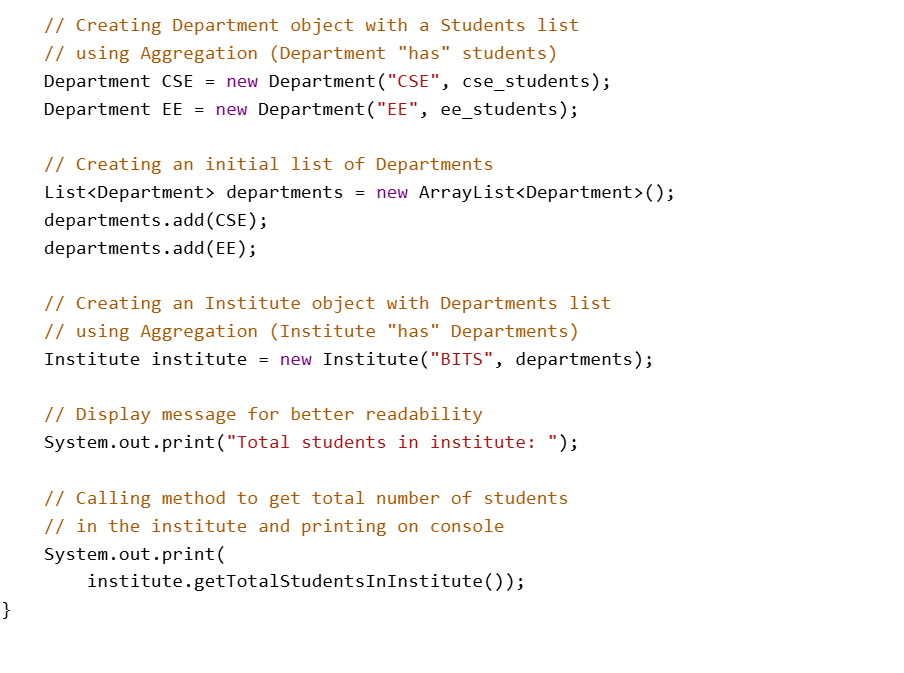 // Creating Department object with a Students list
// using Aggregation (Department "has" students)
Department CSE = new Department("CSE", cse_students);
Department EE = new Department("EE", ee_students);
// Creating an initial list of Departments
List<Department> departments = new ArrayList<Department>();
departments.add(CSE);
departments.add(EE);
// Creating an Institute object with Departments list
// using Aggregation (Institute "has" Departments)
Institute institute = new Institute("BITS", departments);
// Display message for better readability
System.out.print("Total students in institute: ");
// Calling method to get total number of students
// in the institute and printing on console
System.out.print(
institute.getTotalStudentsInInstitute());
}